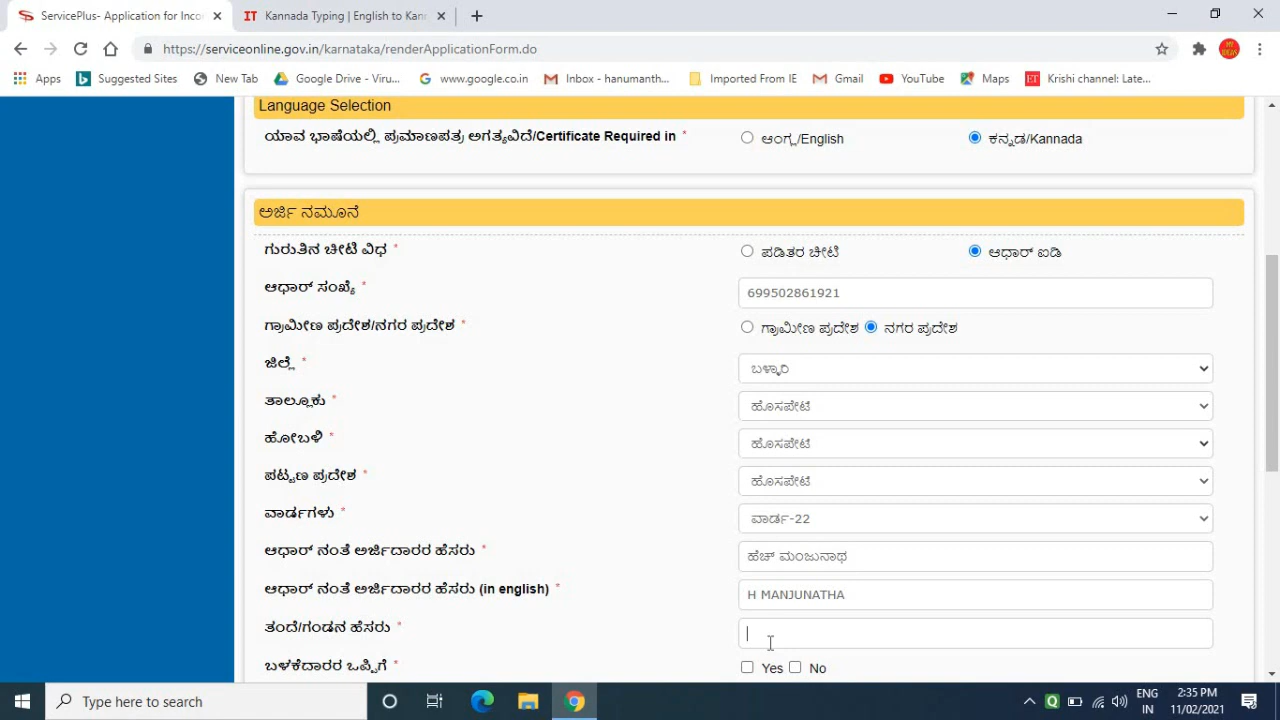 ServicePlus- Application for Inco
Kannada Typing | English to Kann
https://serviceonline.gov.in/karnataka/renderApplicationForm.do
Apps Suggested Sites New Tab Google Drive - Viru... www.google.co.in Inbox - hanumanth... Imported From IE Gmail YouTube Maps Krishi channel: Late...
Language Selection
ಯಾವ ಭಾಷೆಯಲ್ಲಿ ಪ್ರಮಾಣಪತ್ರ ಅಗತ್ಯವಿದೆ/Certificate Required in *
ಆಂಗ್ಲ/English ಕನ್ನಡ/Kannada
ಅರ್ಜಿ ನಮೂನೆ
ಗುರುತಿನ ಚೀಟಿ ವಿಧ *
ಪಡಿತರ ಚೀಟಿ ಆಧಾರ್ ಐಡಿ
ಆಧಾರ್ ಸಂಖ್ಯೆ *
699502861921
ಗ್ರಾಮೀಣ ಪ್ರದೇಶ/ನಗರ ಪ್ರದೇಶ *
ಗ್ರಾಮೀಣ ಪ್ರದೇಶ ನಗರ ಪ್ರದೇಶ
ಜಿಲ್ಲೆ *
ಬಳ್ಳಾರಿ
ತಾಲ್ಲೂಕು *
ಹೊಸಪೇಟೆ
ಹೋಬಳಿ *
ಹೊಸಪೇಟೆ
ಪಟ್ಟಣ ಪ್ರದೇಶ *
ಹೊಸಪೇಟೆ
ವಾರ್ಡಗಳು *
ವಾರ್ಡ-22
ಆಧಾರ್ ನಂತೆ ಅರ್ಜಿದಾರರ ಹೆಸರು *
ಹೆಚ್ ಮಂಜುನಾಥ
ಆಧಾರ್ ನಂತೆ ಅರ್ಜಿದಾರರ ಹೆಸರು (in english) *
H MANJUNATHA
ತಂದೆ/ಗಂಡನ ಹೆಸರು *
ಬಳಕೆದಾರರ ಒಪ್ಪಿಗೆ *
Yes No
Type here to search
ENG
IN
2:35 PM
11/02/2021